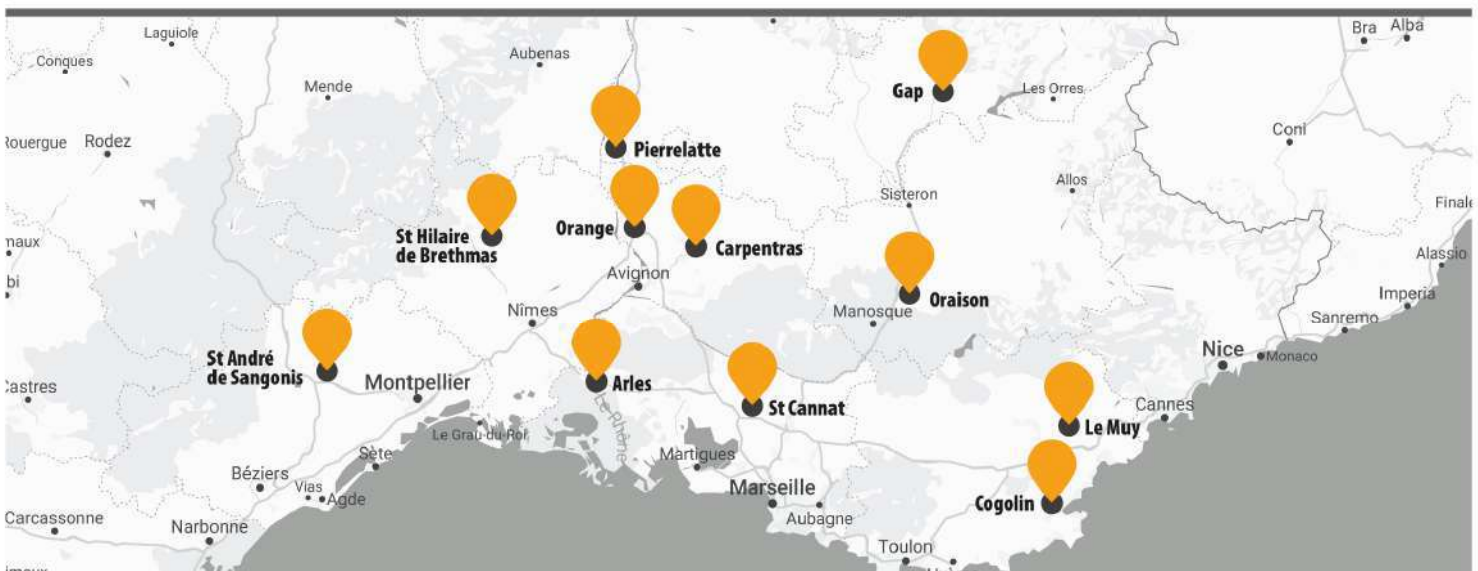 Laguiole
Bra
Alba
Conques
Aubenas
Mende
Gap
Les Orres
Rouergue
Rodez
Pierrelatte
Coni
Sisteron
Allos
Finale
St Hilaire
de Brethmas
Orange
Carpentras
maux
Alassio
bi
Avignon
Oraison
Imperia
Nîmes
Manosque
Sanremo
St André
de Sangonis
Nice
Monaco
Castres
Montpellier
Arles
St Cannat
Cannes
Le Rhône
Le Grau-du-Roi
Le Muy
Sète
Martigues
Béziers
Vias
Agde
Marseille
Cogolin
Carcassonne
Narbonne
Aubagne
Toulon